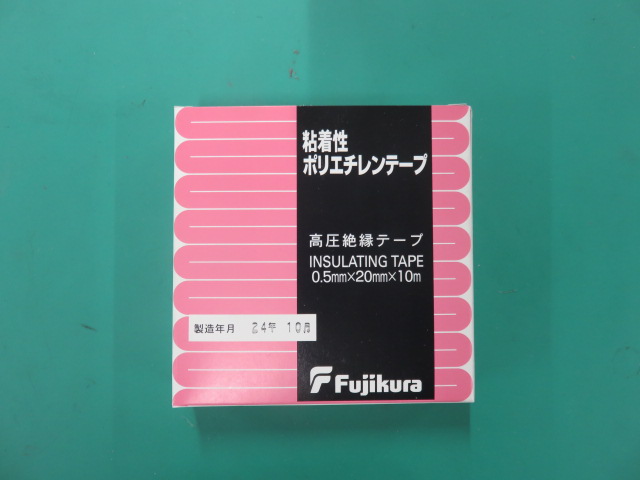 粘着性
ポリエチレンテープ
高圧絶縁テープ
INSULATING TAPE
0.5mm×20mm×10m
製造年月 24年 10月
Fujikura